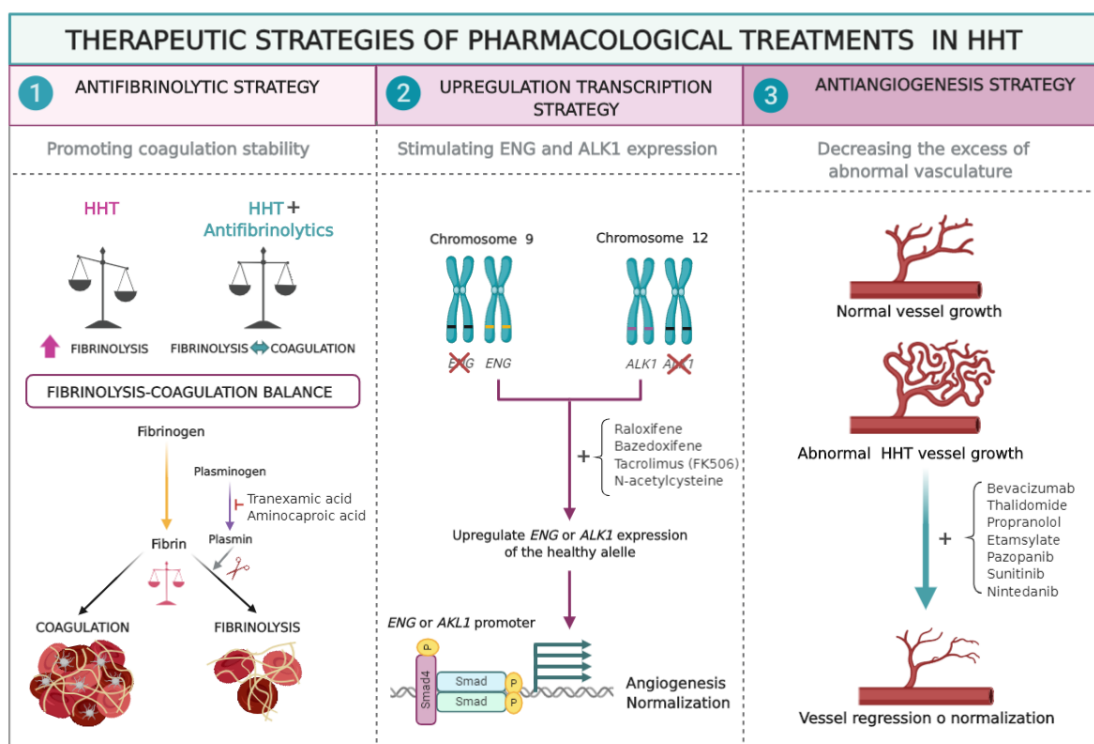 THERAPEUTIC STRATEGIES OF PHARMACOLOGICAL TREATMENTS IN HHT
1
ANTIFIBRINOLYTIC STRATEGY
Promoting coagulation stability
HHT
HHT +
Antifibrinolytics
FIBRINOLYSIS
FIBRINOLYSIS COAGULATION
FIBRINOLYSIS-COAGULATION BALANCE
Fibrinogen
Plasminogen
Tranexamic acid
Aminocaproic acid
Fibrin
Plasmin
COAGULATION
FIBRINOLYSIS
2
UPREGULATION TRANSCRIPTION
STRATEGY
Stimulating ENG and ALK1 expression
Chromosome 9
Chromosome 12
ENG ENG
ALK1 ALK1
+
Raloxifene
Bazedoxifene
Tacrolimus (FK506)
N-acetylcysteine
Upregulate ENG or ALK1 expression
of the healthy alelle
ENG or AKL1 promoter
P
Smad4
Smad
P
Smad
P
Angiogenesis
Normalization
3
ANTIANGIOGENESIS STRATEGY
Decreasing the excess of
abnormal vasculature
Normal vessel growth
Abnormal HHT vessel growth
+
Bevacizumab
Thalidomide
Propranolol
Etamsylate
Pazopanib
Sunitinib
Nintedanib
Vessel regression o normalization